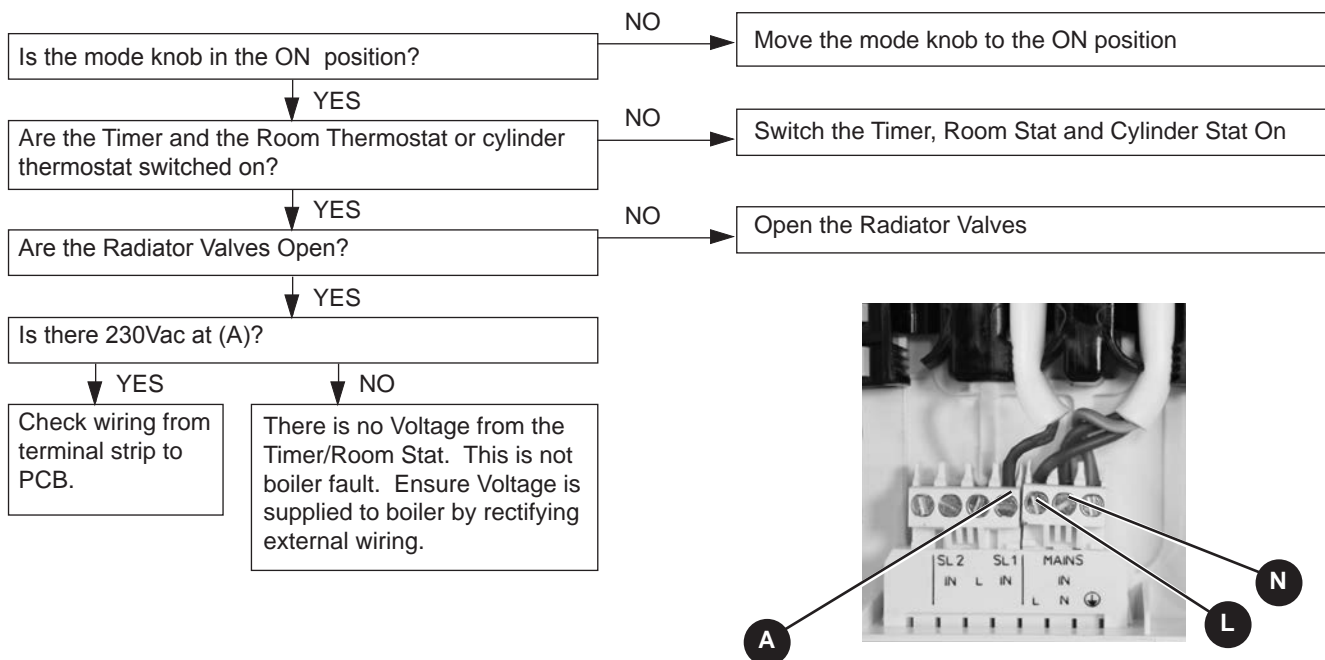 Is the mode knob in the ON position?
NO
Move the mode knob to the ON position
YES
Are the Timer and the Room Thermostat or cylinder
thermostat switched on?
NO
Switch the Timer, Room Stat and Cylinder Stat On
YES
Are the Radiator Valves Open?
NO
Open the Radiator Valves
YES
Is there 230Vac at (A)?
YES
NO
Check wiring from
terminal strip to
PCB.
There is no Voltage from the
Timer/Room Stat. This is not
boiler fault. Ensure Voltage is
supplied to boiler by rectifying
external wiring.
SL 2 SL 1 MAINS
IN L IN IN
L N
A
L
N